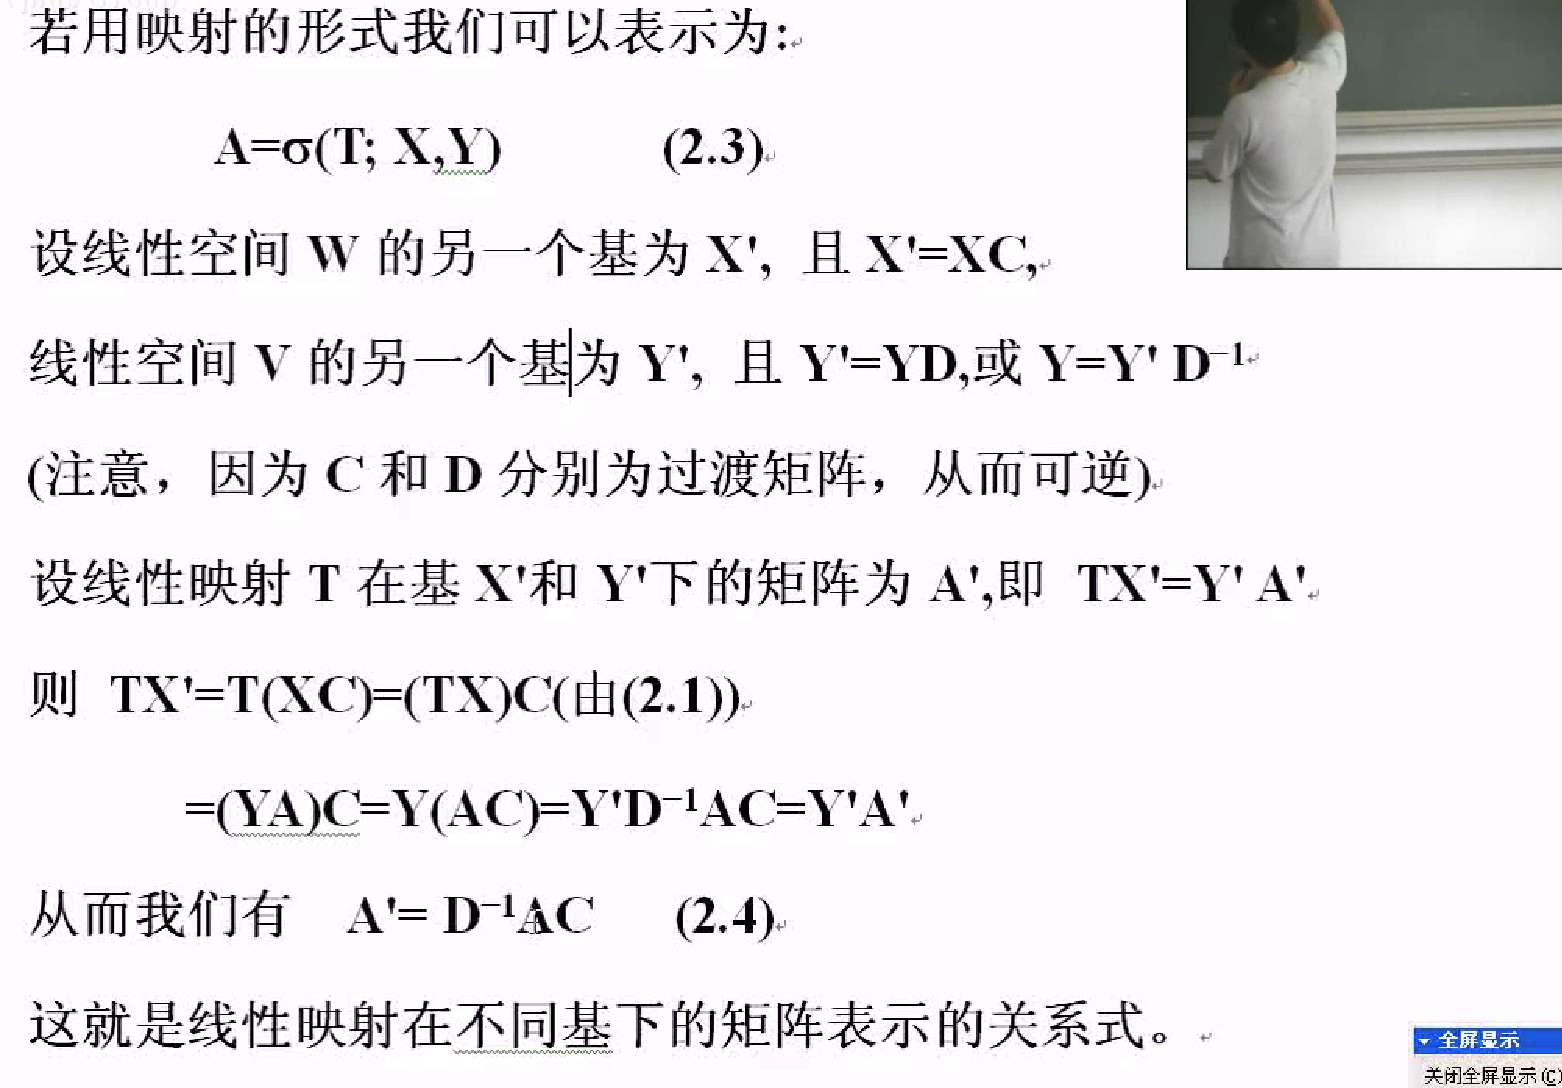 若用映射的形式我们可以表示为:
A=σ(T; X,Y) (2.3)
设线性空间 W 的另一个基为 X', 且 X'=XC,
线性空间 V 的另一个基为 Y', 且 Y'=YD,或 Y=Y' D⁻¹
(注意，因为 C 和 D 分别为过渡矩阵，从而可逆)
设线性映射 T 在基 X'和 Y'下的矩阵为 A',即 TX'=Y' A'
则 TX'=T(XC)=(TX)C(由(2.1))
=(YA)C=Y(AC)=Y'D⁻¹AC=Y'A'
从而我们有 A'= D⁻¹AC (2.4)
这就是线性映射在不同基下的矩阵表示的关系式。
全屏显示
关闭全屏显示(C)